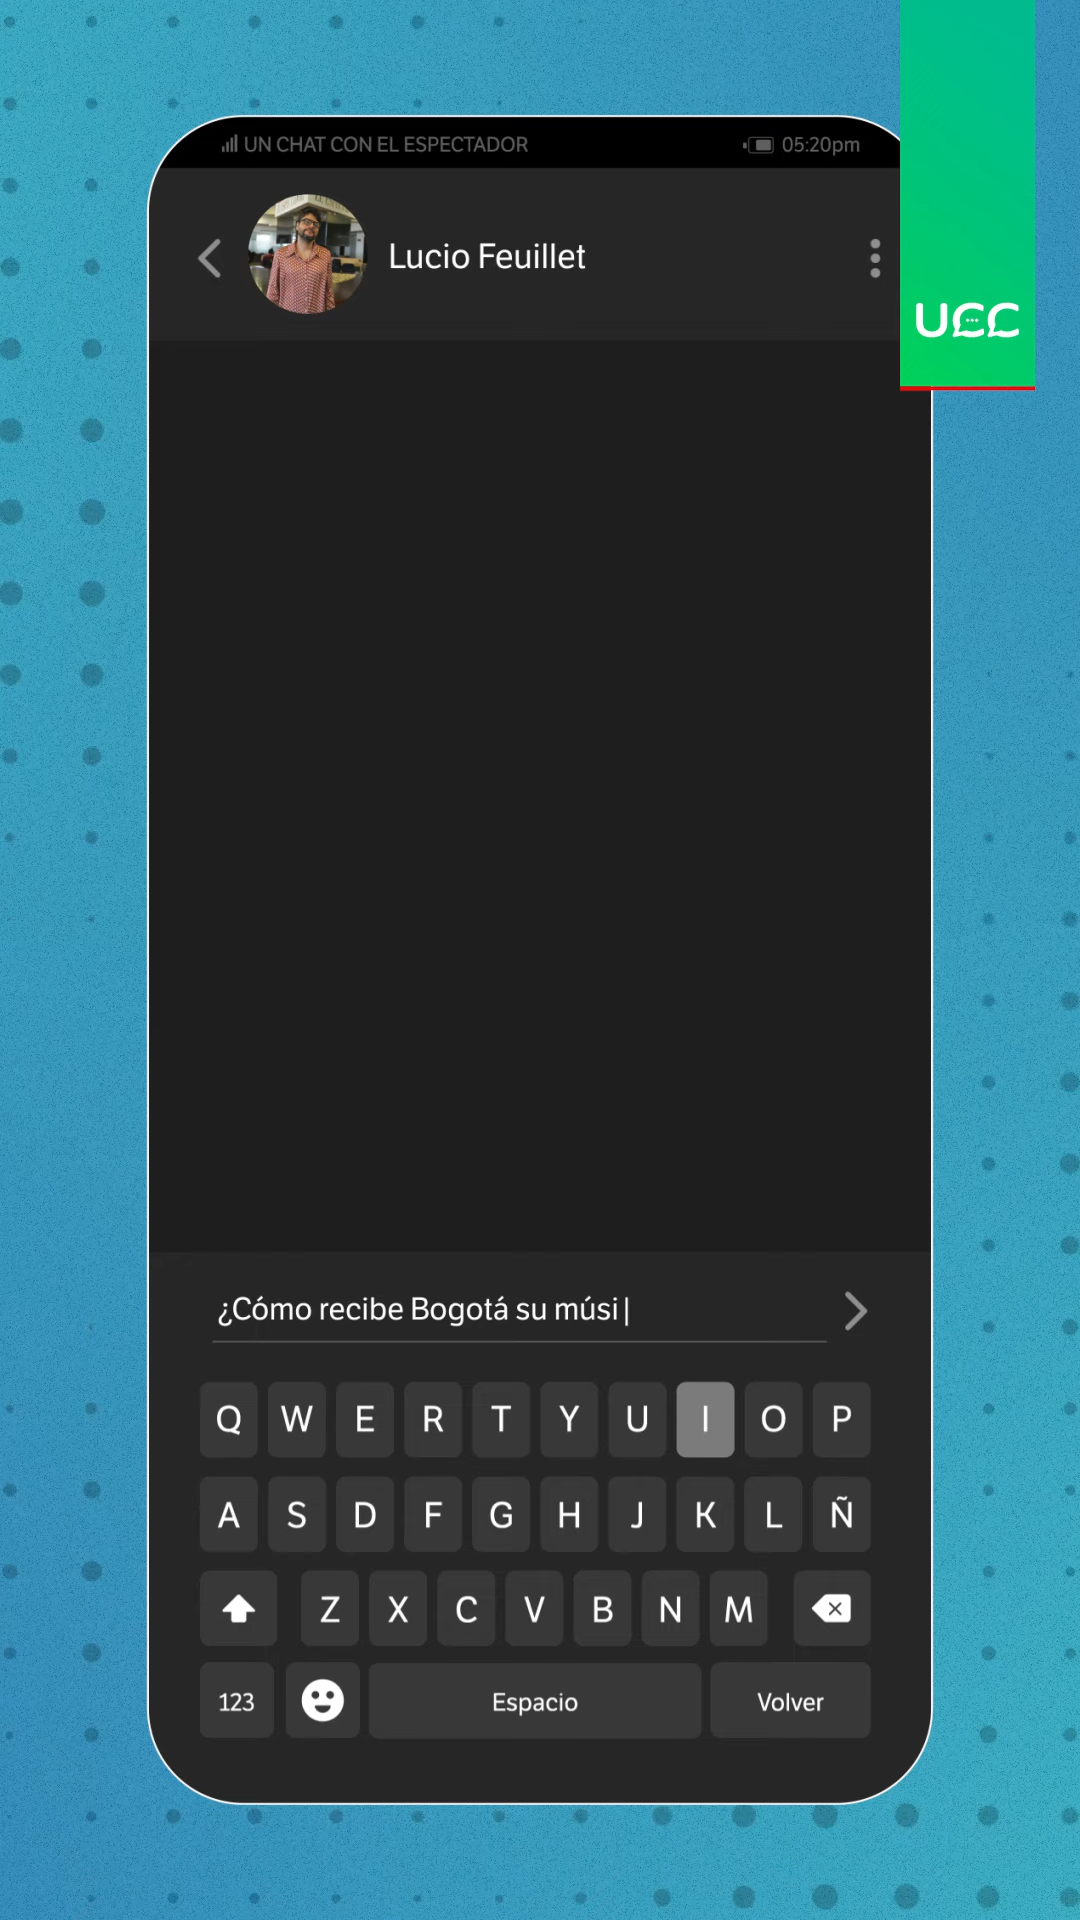 UN CHAT CON EL ESPECTADOR
05:20pm
Lucio Feuillet
UCC
¿Cómo recibe Bogotá su músi
Q W E R T Y U I O P
A S D F G H J K L Ñ
Z X C V B N M
123 Espacio Volver